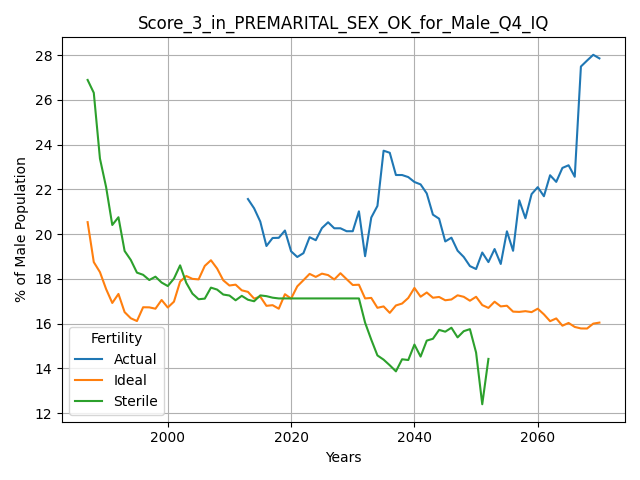 Score_3_in_PREMARITAL_SEX_OK_for_Male_Q4_IQ
% of Male Population
28
26
24
22
20
18
16
14
12
Fertility
Actual
Ideal
Sterile
2000
2020
2040
2060
Years